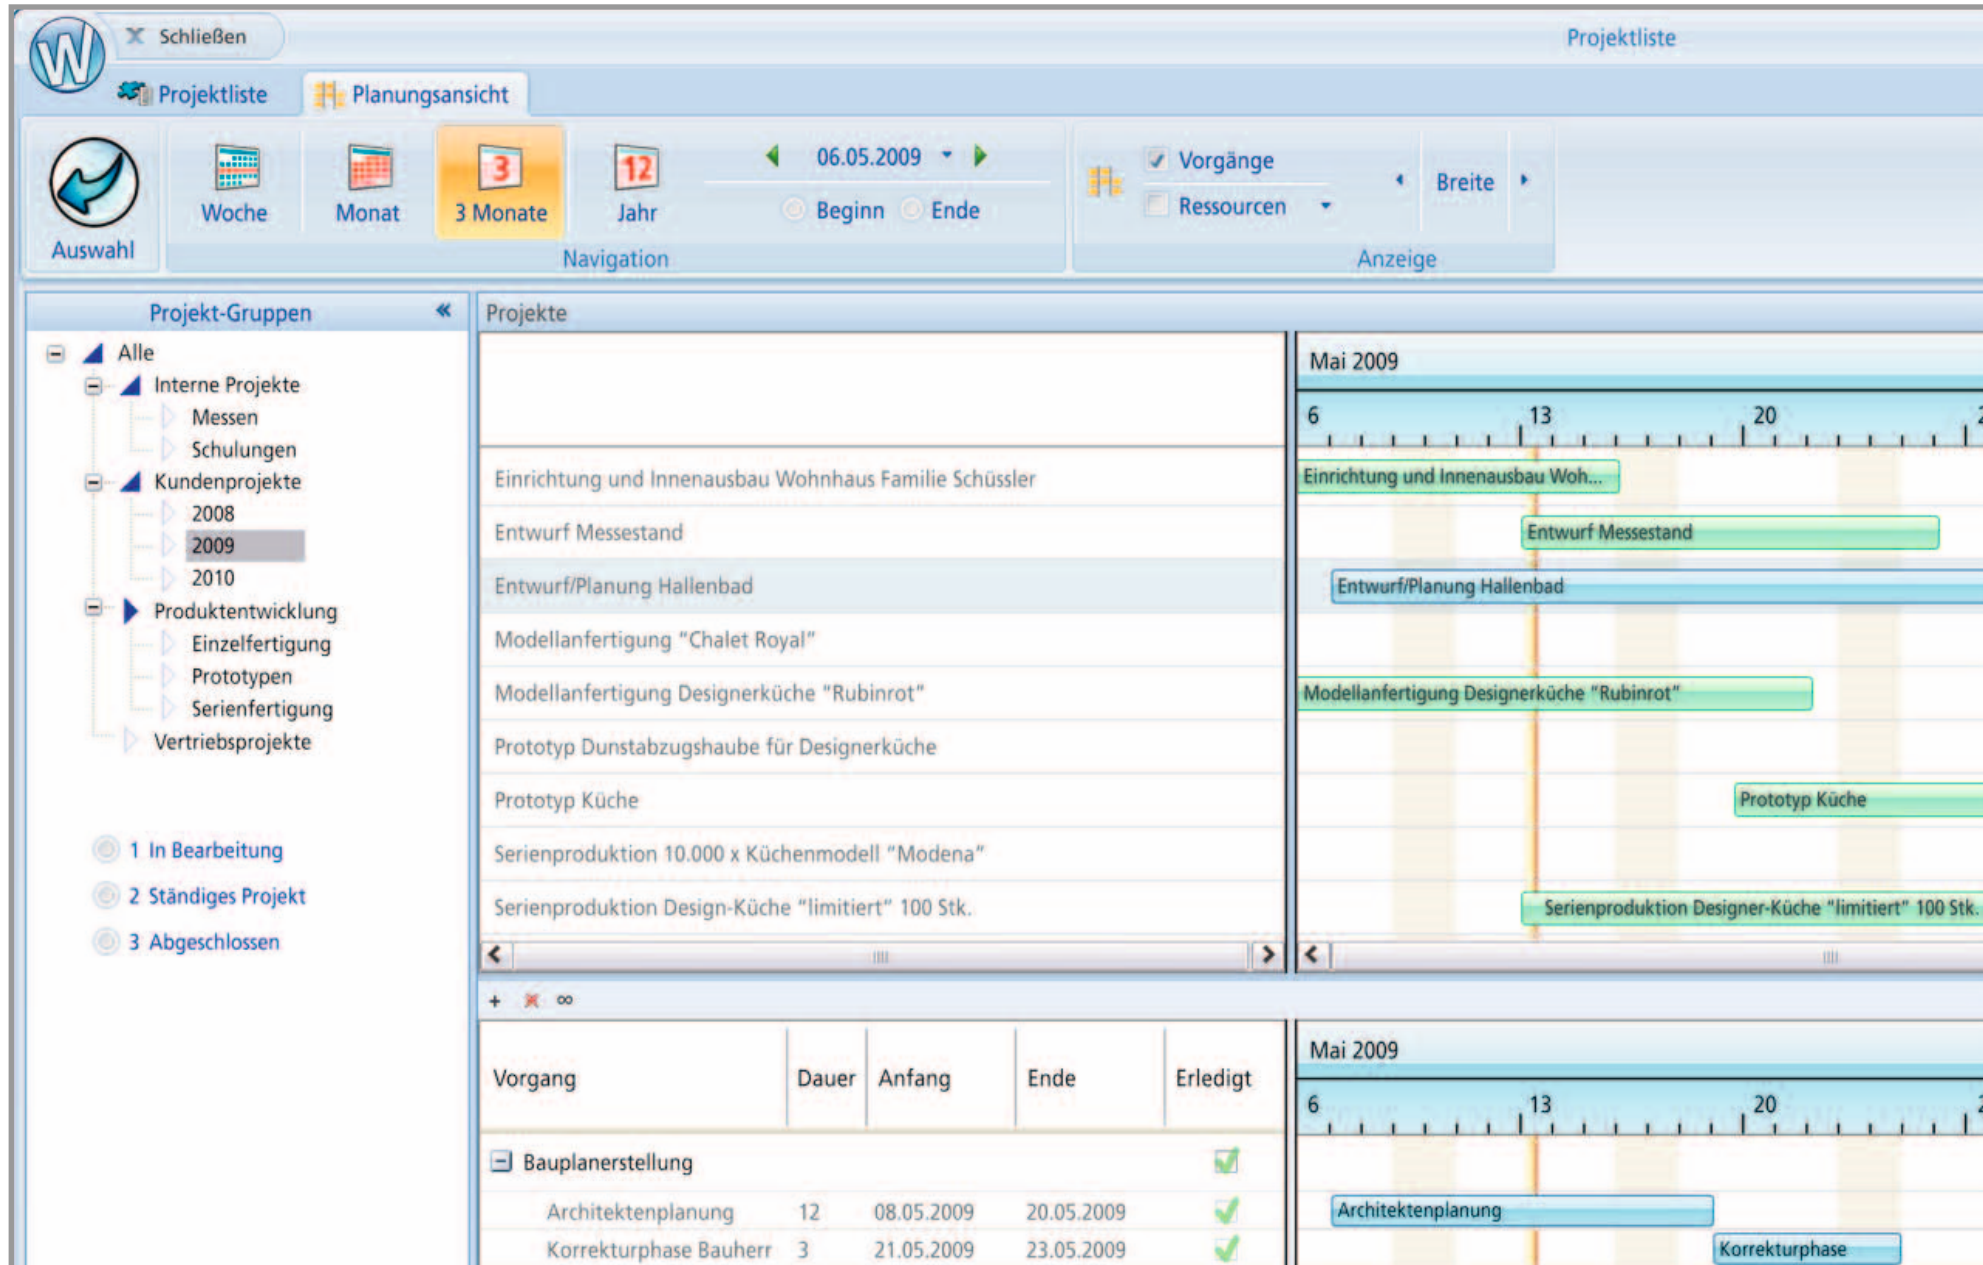 W
Schließen
Projektliste
Projektliste
Planungsansicht
Auswahl
Woche
Monat
3
3 Monate
12
Jahr
06.05.2009
Beginn
Ende
Navigation
Vorgänge
Ressourcen
Breite
Anzeige
Projekt-Gruppen
Alle
Interne Projekte
Messen
Schulungen
Kundenprojekte
2008
2009
2010
Produktentwicklung
Einzelfertigung
Prototypen
Serienfertigung
Vertriebsprojekte
1 In Bearbeitung
2 Ständiges Projekt
3 Abgeschlossen
Projekte
Einrichtung und Innenausbau Wohnhaus Familie Schüssler
Entwurf Messestand
Entwurf/Planung Hallenbad
Modellanfertigung "Chalet Royal"
Modellanfertigung Designerküche "Rubinrot"
Prototyp Dunstabzugshaube für Designerküche
Prototyp Küche
Serienproduktion 10.000 x Küchenmodell "Modena"
Serienproduktion Design-Küche "limitiert" 100 Stk.
Mai 2009
6 13 20 2
Einrichtung und Innenausbau Woh...
Entwurf Messestand
Entwurf/Planung Hallenbad
Modellanfertigung Designerküche "Rubinrot"
Prototyp Küche
Serienproduktion Designer-Küche "limitiert" 100 Stk.
Vorgang Dauer Anfang Ende Erledigt
Bauplanerstellung
Architektenplanung 12 08.05.2009 20.05.2009
Korrekturphase Bauherr 3 21.05.2009 23.05.2009
Mai 2009
6 13 20 2
Architektenplanung
Korrekturphase